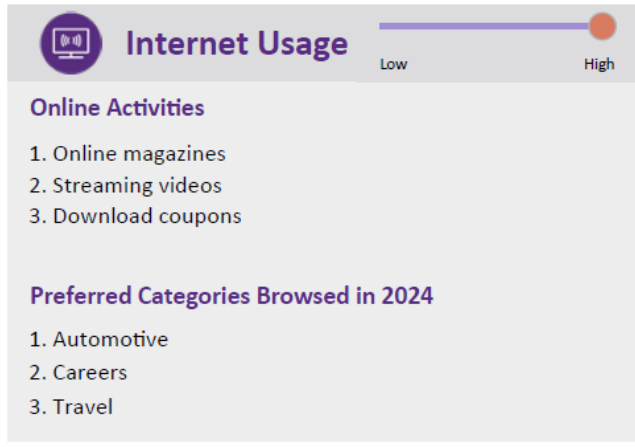 Internet Usage
Low
High
Online Activities
1. Online magazines
2. Streaming videos
3. Download coupons
Preferred Categories Browsed in 2024
1. Automotive
2. Careers
3. Travel